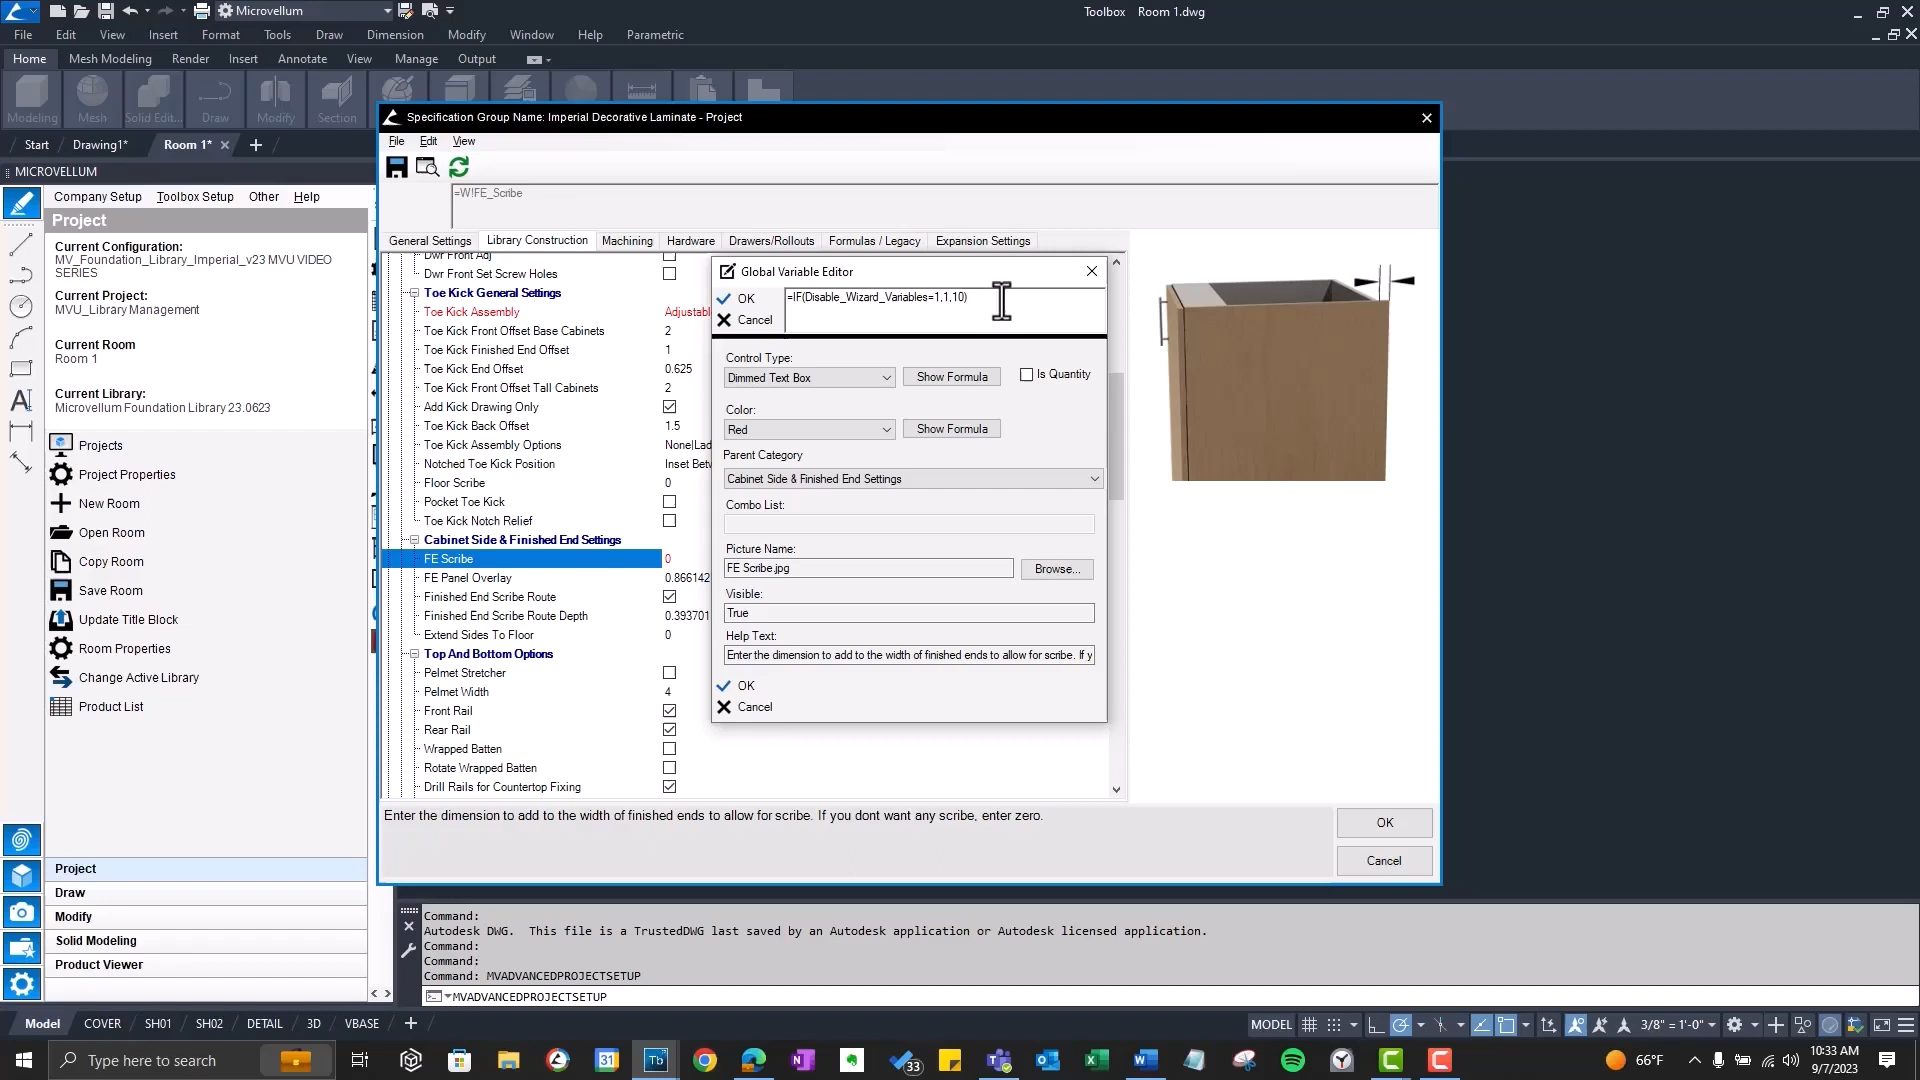 Microvellum
Toolbox Room 1.dwg
File Edit View Insert Format Tools Draw Dimension Modify Window Help Parametric
Home Mesh Modeling Render Insert Annotate View Manage Output
Modeling Mesh Solid Edit... Draw Modify Section
Specification Group Name: Imperial Decorative Laminate - Project
Start Drawing1* Room 1*
File Edit View
MICROVELLUM
Company Setup Toolbox Setup Other Help
=W!FE_Scribe
Project
General Settings Library Construction Machining Hardware Drawers/Rollouts Formulas / Legacy Expansion Settings
Current Configuration:
MV_Foundation_Library_Imperial_v23 MVU VIDEO
SERIES
Current Project:
MVU_Library Management
Current Room
Room 1
Current Library:
Microvellum Foundation Library 23.0623
Projects
Project Properties
New Room
Open Room
Copy Room
Save Room
Update Title Block
Room Properties
Change Active Library
Product List
Project
Draw
Modify
Solid Modeling
Product Viewer
Dwr Front Adj
Dwr Front Set Screw Holes
Toe Kick General Settings
Toe Kick Assembly Adjustabl
Toe Kick Front Offset Base Cabinets 2
Toe Kick Finished End Offset 1
Toe Kick End Offset 0.625
Toe Kick Front Offset Tall Cabinets 2
Add Kick Drawing Only
Toe Kick Back Offset 1.5
Toe Kick Assembly Options None|Lad
Notched Toe Kick Position Inset Betv
Floor Scribe 0
Pocket Toe Kick
Toe Kick Notch Relief
Cabinet Side & Finished End Settings
FE Scribe 0
FE Panel Overlay 0.866142
Finished End Scribe Route
Finished End Scribe Route Depth 0.393701
Extend Sides To Floor 0
Top And Bottom Options
Pelmet Stretcher
Pelmet Width 4
Front Rail
Rear Rail
Wrapped Batten
Rotate Wrapped Batten
Drill Rails for Countertop Fixing
Global Variable Editor
OK
Cancel
=IF(Disable_Wizard_Variables=1,1,10)
Control Type:
Dimmed Text Box Show Formula Is Quantity
Color:
Red Show Formula
Parent Category
Cabinet Side & Finished End Settings
Combo List:
Picture Name:
FE Scribe.jpg Browse...
Visible:
True
Help Text:
Enter the dimension to add to the width of finished ends to allow for scribe. If y
OK
Cancel
Enter the dimension to add to the width of finished ends to allow for scribe. If you dont want any scribe, enter zero.
OK
Cancel
Command:
Autodesk DWG. This file is a TrustedDWG last saved by an Autodesk application or Autodesk licensed application.
Command:
Command:
Command: MVADVANCEDPROJECTSETUP
MVADVANCEDPROJECTSETUP
Model COVER SH01 SH02 DETAIL 3D VBASE
MODEL 3/8" = 1'-0"
Type here to search
31
Tb
33
66°F
10:33 AM
9/7/2023